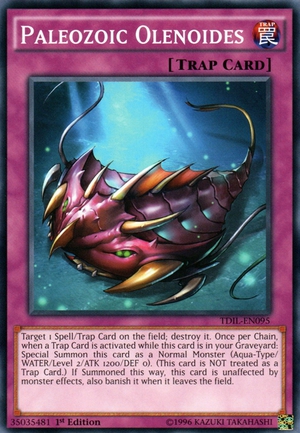 PALEOZOIC OLENOIDES
TRAP
罠
[TRAP CARD]
TDIL-EN095
Target 1 Spell/Trap Card on the field; destroy it. Once per Chain,
when a Trap Card is activated while this card is in your Graveyard:
Special Summon this card as a Normal Monster (Aqua-Type/
WATER/Level 2/ATK 1200/DEF 0). (This card is NOT treated as
a Trap Card.) If Summoned this way, this card is unaffected by
monster effects, also banish it when it leaves the field.
35035481 1st Edition ©1996 KAZUKI TAKAHASHI